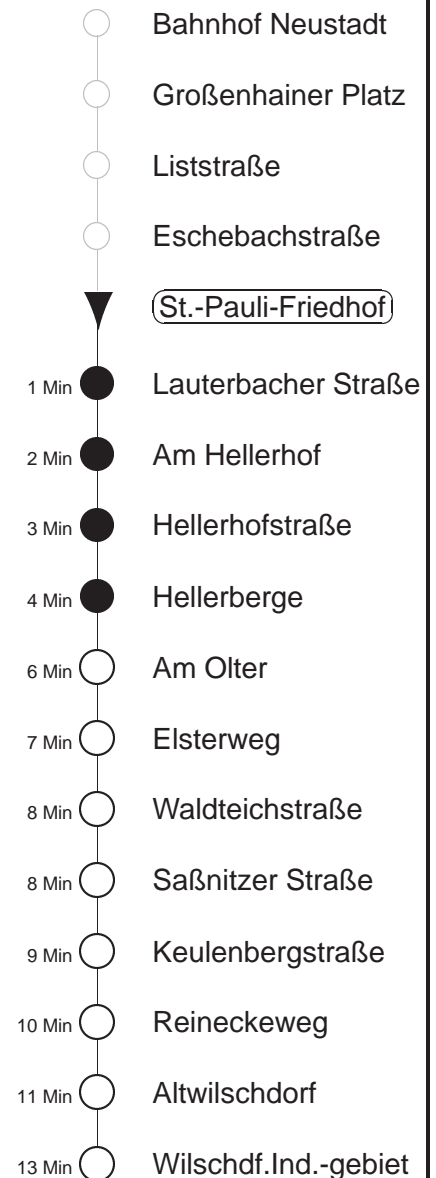 Bahnhof Neustadt
Großenhainer Platz
Liststraße
Eschebachstraße
St.-Pauli-Friedhof
1 Min Lauterbacher Straße
2 Min Am Hellerhof
3 Min Hellerhofstraße
4 Min Hellerberge
6 Min Am Olter
7 Min Elsterweg
8 Min Waldteichstraße
8 Min Saßnitzer Straße
9 Min Keulenbergstraße
10 Min Reineckeweg
11 Min Altwilschdorf
13 Min Wilschdf.Ind.-gebiet